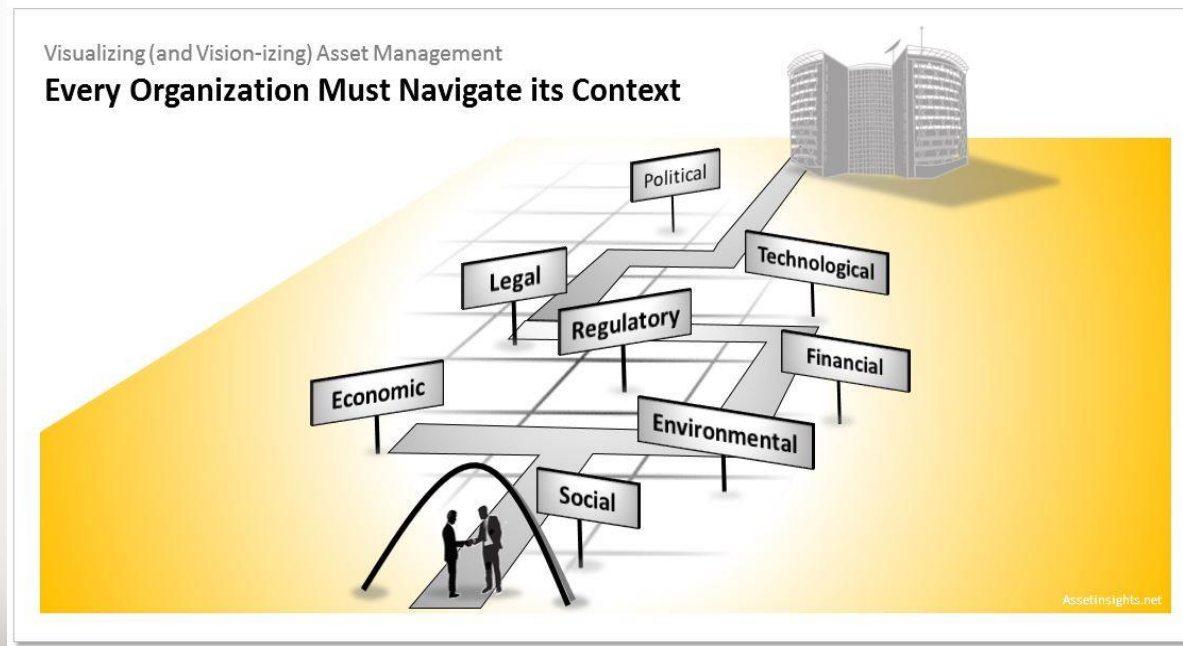 Visualizing (and Vision-izing) Asset Management
Every Organization Must Navigate its Context
Political
Technological
Legal
Regulatory
Financial
Economic
Environmental
Social
Assetinsights.net